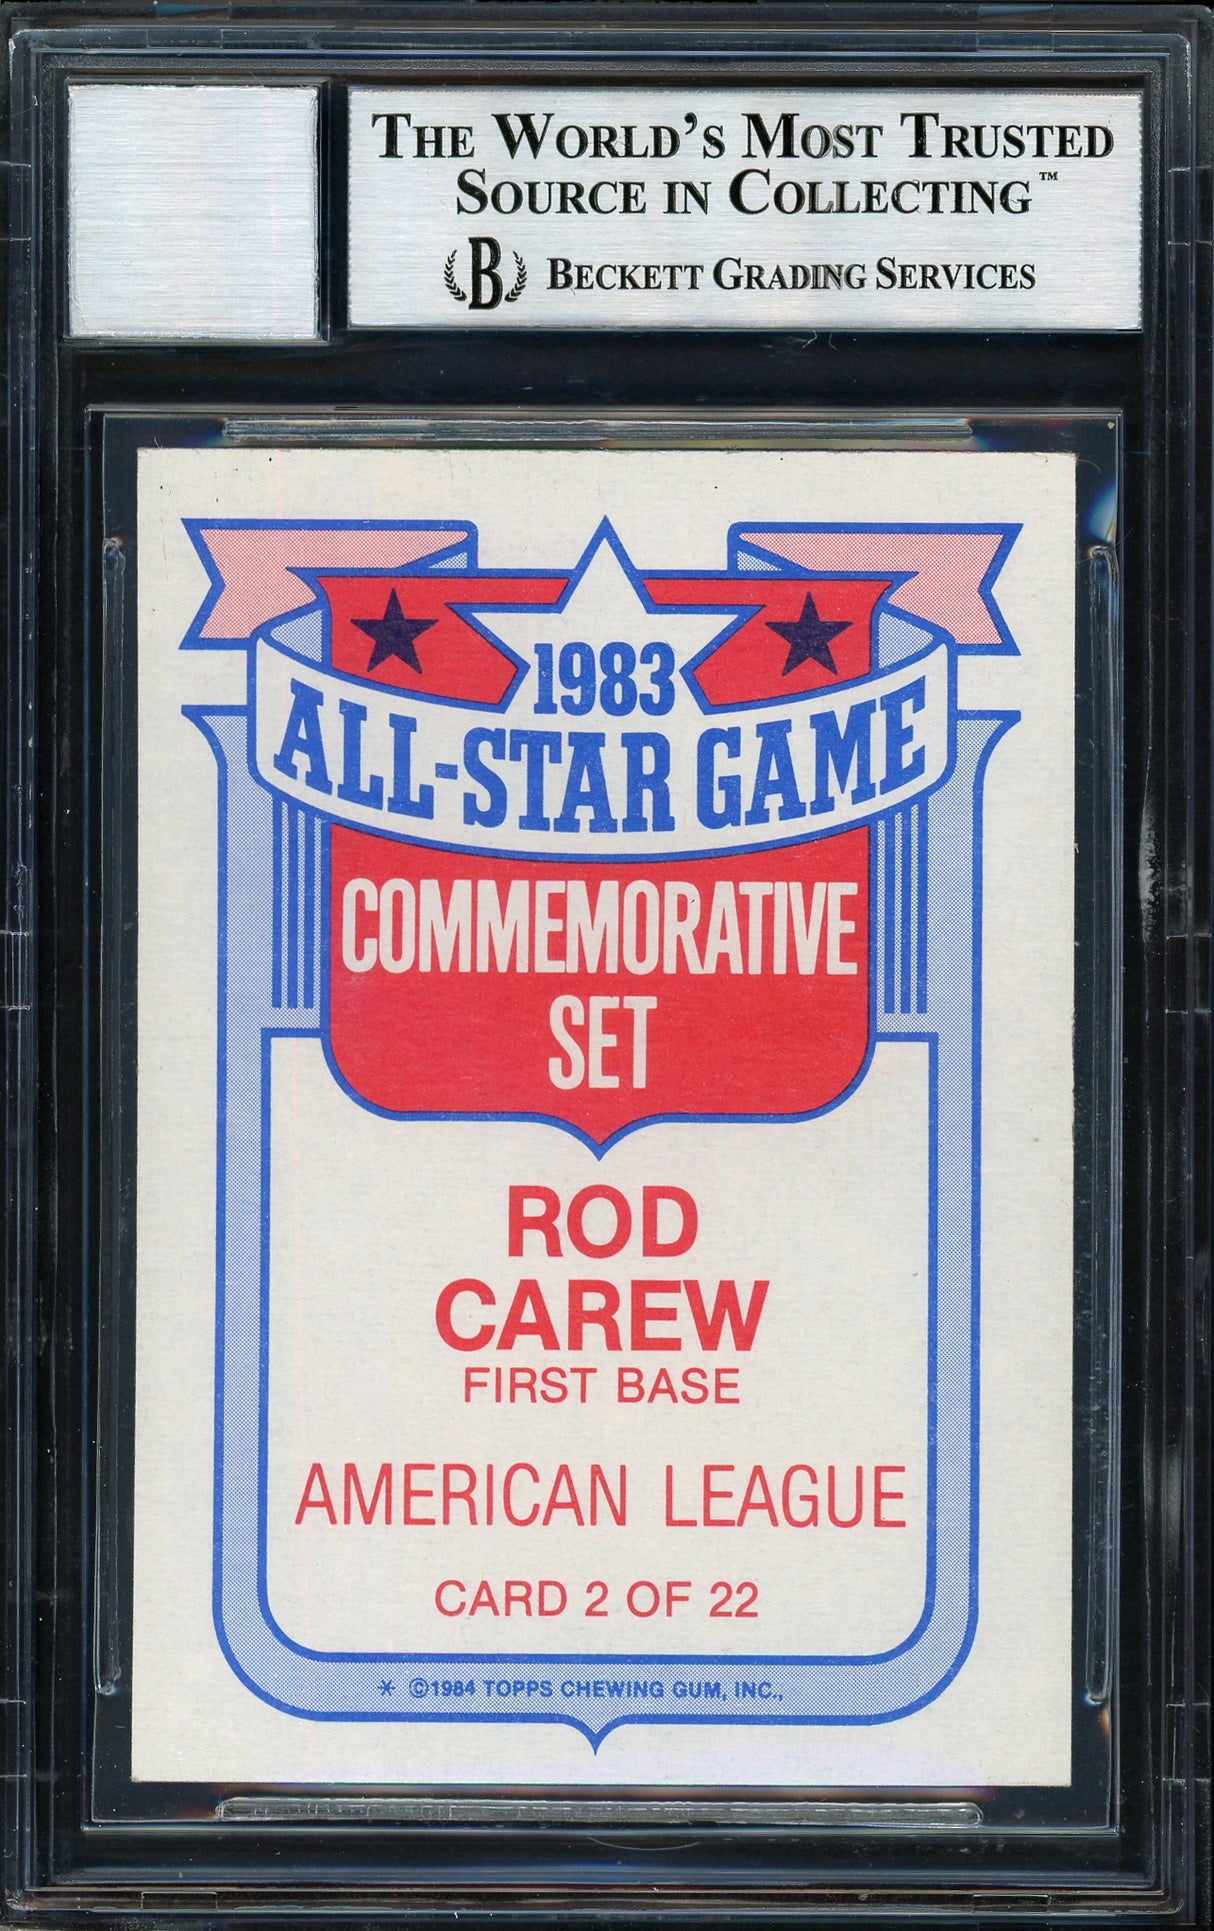 THE WORLD'S MOST TRUSTED
SOURCE IN COLLECTING™
B BECKETT GRADING SERVICES
1983
ALL-STAR GAME
COMMEMORATIVE
SET
ROD
CAREW
FIRST BASE
AMERICAN LEAGUE
CARD 2 OF 22
* ©1984 TOPPS CHEWING GUM, INC.,